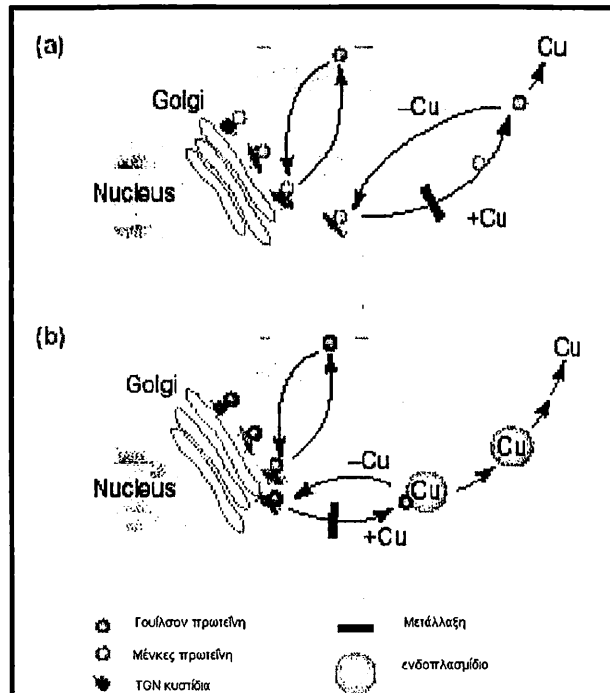 (a)
Cu
Golgi
–Cu
Nucleus
+Cu
(b)
Cu
Golgi
Cu
–Cu
Nucleus
Cu
+Cu
Γουίλσον πρωτεΐνη
Μετάλλαξη
Μένκες πρωτεΐνη
ενδοπλασμίδιο
TGN κυστίδια